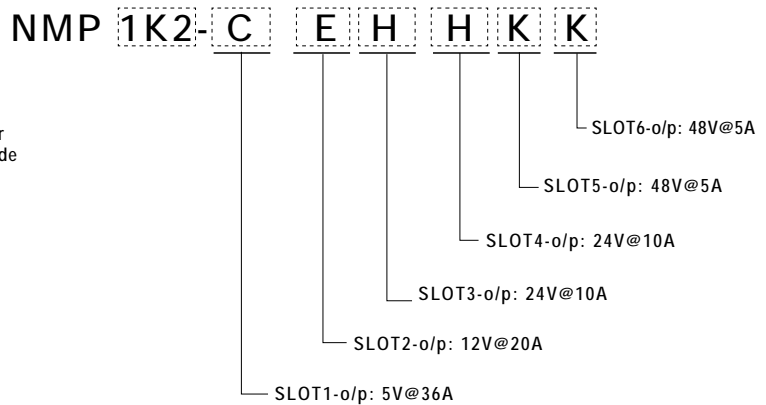 NMP 1K2-C E H H K K
r
de
SLOT6-o/p: 48V@5A
SLOT5-o/p: 48V@5A
SLOT4-o/p: 24V@10A
SLOT3-o/p: 24V@10A
SLOT2-o/p: 12V@20A
SLOT1-o/p: 5V@36A